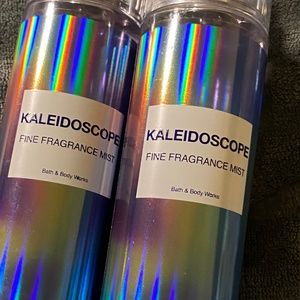 KALEIDOSCOPE
FINE FRAGRANCE MIST
Bath & Body Works
KALEIDOSCOPE
FINE FRAGRANCE MIST
Bath & Body Works